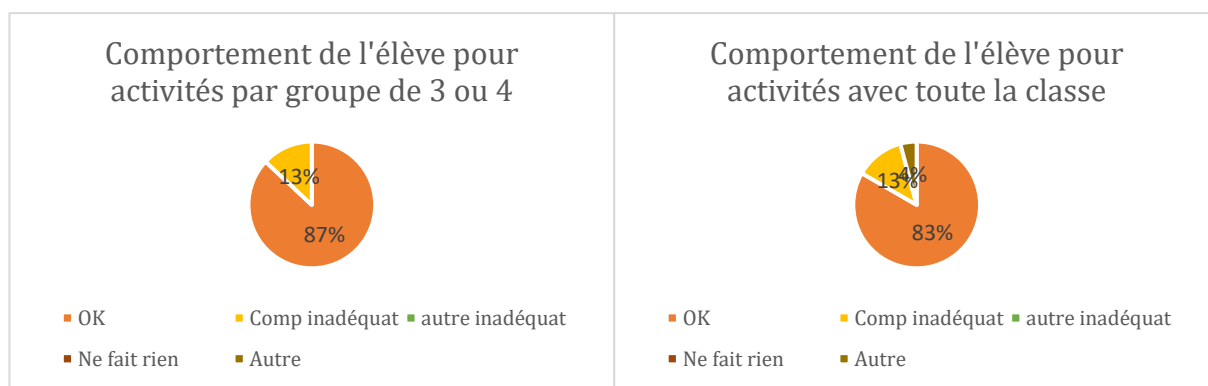 Comportement de l'élève pour
activités par groupe de 3 ou 4
13%
87%
OK
Comp inadéquat
autre inadéquat
Ne fait rien
Autre
Comportement de l'élève pour
activités avec toute la classe
4%
13%
83%
OK
Comp inadéquat
autre inadéquat
Ne fait rien
Autre